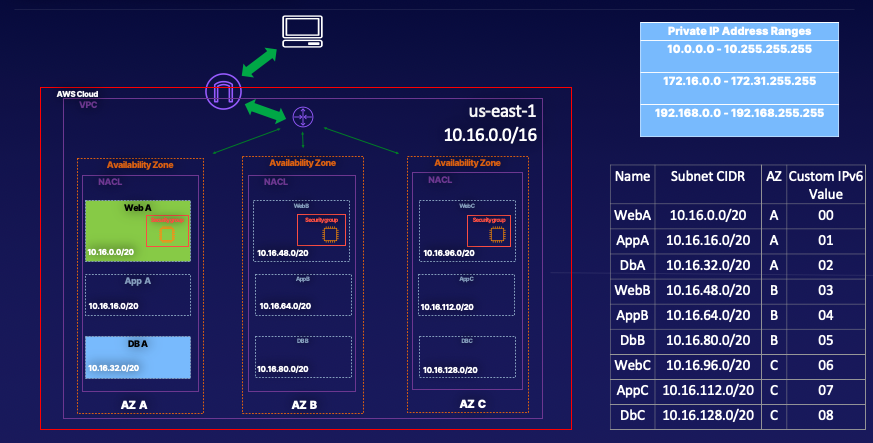 Private IP Address Ranges
10.0.0.0 - 10.255.255.255
172.16.0.0 - 172.31.255.255
192.168.0.0 - 192.168.255.255
AWS Cloud
VPC
us-east-1
10.16.0.0/16
Availability Zone
NACL
Web A
Security group
10.16.0.0/20
App A
10.16.16.0/20
DB A
10.16.32.0/20
AZ A
Availability Zone
NACL
WebB
Security group
10.16.48.0/20
AppB
10.16.64.0/20
DBB
10.16.80.0/20
AZ B
Availability Zone
NACL
WebC
Security group
10.16.96.0/20
AppC
10.16.112.0/20
DBC
10.16.128.0/20
AZ C
Name Subnet CIDR AZ Custom IPv6
Value
WebA 10.16.0.0/20 A 00
AppA 10.16.16.0/20 A 01
DbA 10.16.32.0/20 A 02
WebB 10.16.48.0/20 B 03
AppB 10.16.64.0/20 B 04
DbB 10.16.80.0/20 B 05
WebC 10.16.96.0/20 C 06
AppC 10.16.112.0/20 C 07
DbC 10.16.128.0/20 C 08